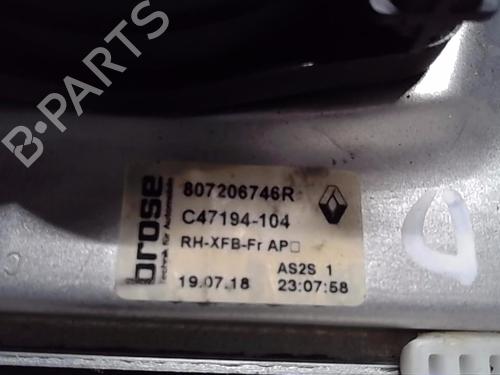 B-PARTS
brose
Technik für Automobile
807206746R
C47194-104
RH-XFB-Fr AP□
AS2S 1
19.07.18 23:07:58
D